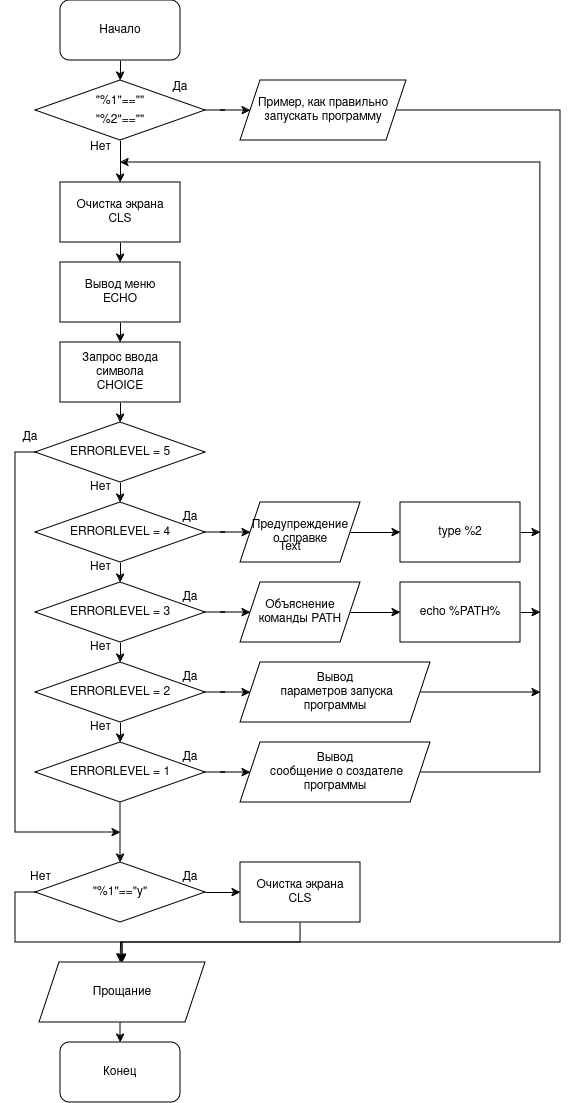 Начало
"%1"==""
"%2"==""
Да
Пример, как правильно
запускать программу
Нет
Очистка экрана
CLS
Вывод меню
ECHO
Запрос ввода
символа
CHOICE
Да
ERRORLEVEL = 5
Нет
ERRORLEVEL = 4
Да
Предупреждение
о справке
Text
type %2
Нет
ERRORLEVEL = 3
Да
Объяснение
команды PATH
echo %PATH%
Нет
ERRORLEVEL = 2
Да
Вывод
параметров запуска
программы
Нет
ERRORLEVEL = 1
Да
Вывод
сообщение о создателе
программы
Нет
"%1"=="y"
Да
Очистка экрана
CLS
Прощание
Конец